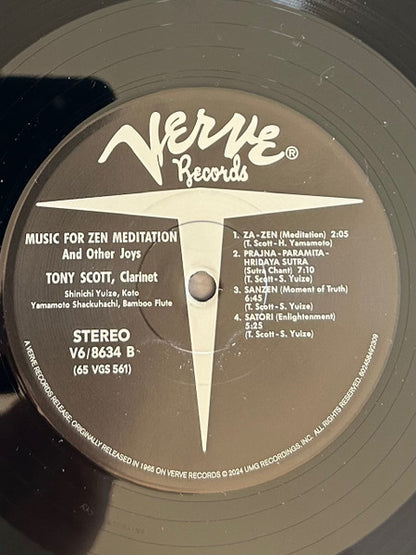 VERVE®
Records
MUSIC FOR ZEN MEDITATION
And Other Joys
TONY SCOTT, Clarinet
Shinichi Yuize, Koto
Yamamoto Shackuhachi, Bamboo Flute
STEREO
V6/8634 B
(65 VGS 561)
1. ZA-ZEN (Meditation) 2:05
(T. Scott-H. Yamamoto)
2. PRAJNA-PARAMITA-
HRIDAYA SUTRA
(Sutra Chant) 7:10
(T. Scott-S. Yuize)
3. SANZEN (Moment of Truth)
6:45
(T. Scott-S. Yuize)
4. SATORI (Enlightenment)
5:25
(T. Scott-S. Yuize)
A VERVE RECORDS RELEASE; ORIGINALLY RELEASED IN 1965 ON VERVE RECORDS © 2024 UMG RECORDINGS, INC. ALL RIGHTS RESERVED.